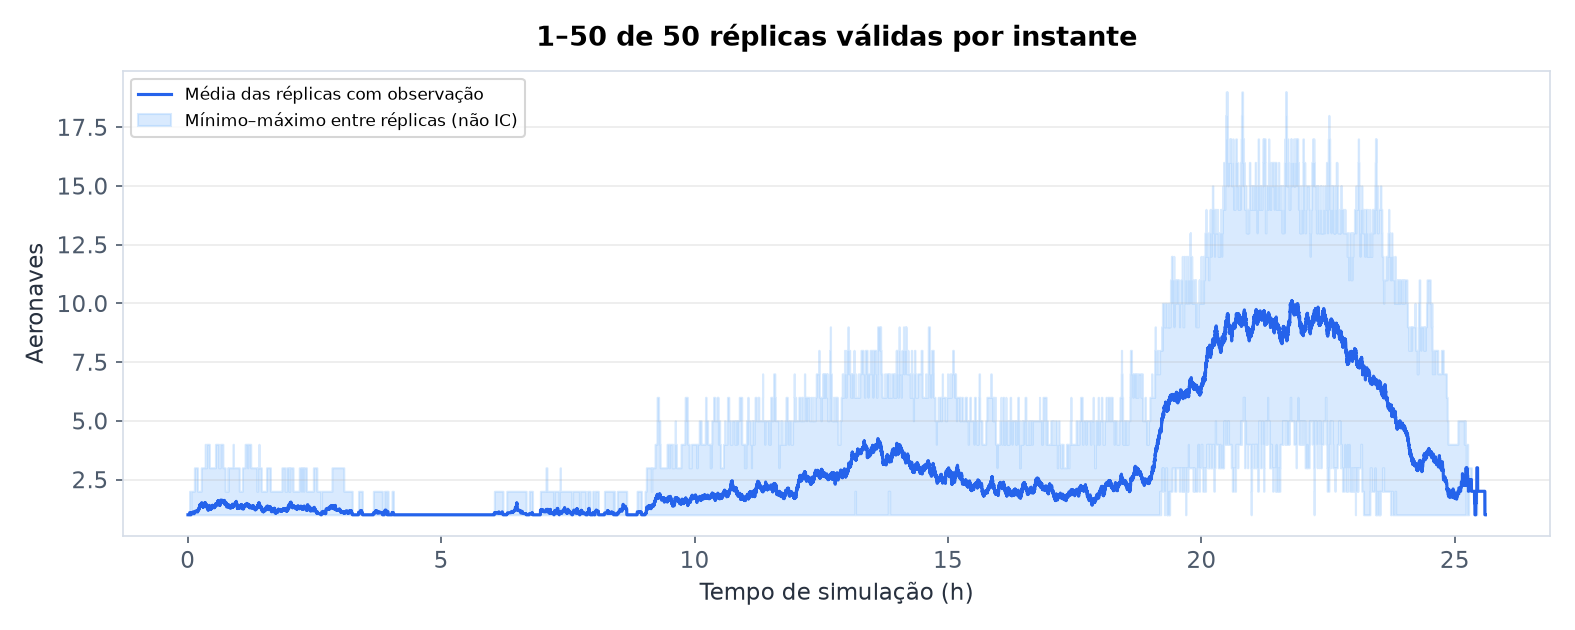 1–50 de 50 réplicas válidas por instante
Média das réplicas com observação
Mínimo–máximo entre réplicas (não IC)
Aeronaves
17.5
15.0
12.5
10.0
7.5
5.0
2.5
0 5 10 15 20 25
Tempo de simulação (h)